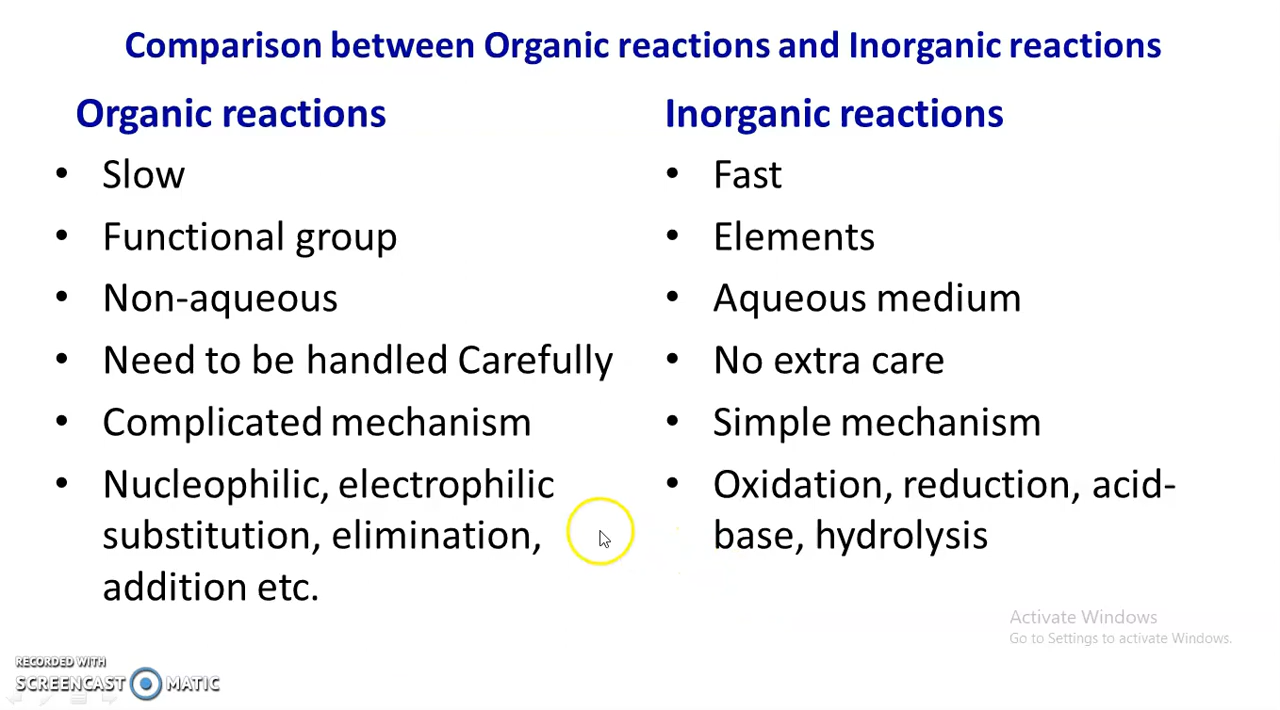 Comparison between Organic reactions and Inorganic reactions
Organic reactions
• Slow
• Functional group
• Non-aqueous
• Need to be handled Carefully
• Complicated mechanism
• Nucleophilic, electrophilic
substitution, elimination,
addition etc.
Inorganic reactions
• Fast
• Elements
• Aqueous medium
• No extra care
• Simple mechanism
• Oxidation, reduction, acid-
base, hydrolysis
Activate Windows
Go to Settings to activate Windows.
RECORDED WITH
SCREENCAST MATIC